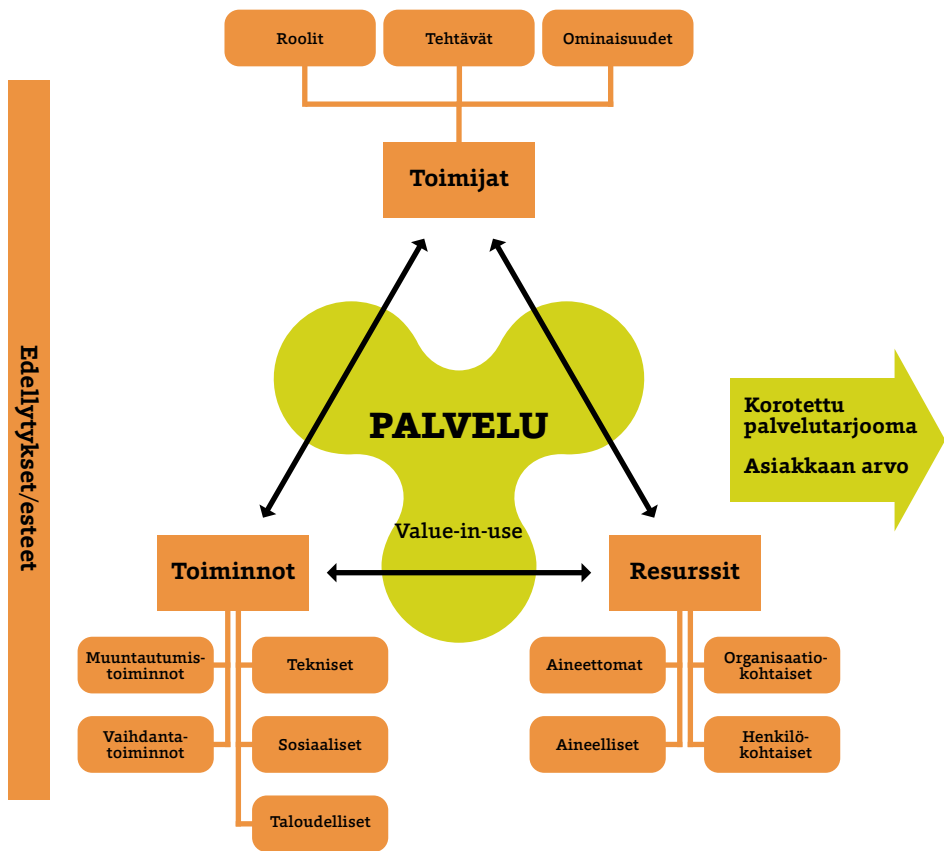 Roolit
Tehtävät
Ominaisuudet
Toimijat
Edellytykset/esteet
PALVELU
Value-in-use
Korotettu
palvelutarjooma
Asiakkaan arvo
Toiminnot
Resurssit
Muuntautumis-
toiminnot
Tekniset
Vaihdanta-
toiminnot
Sosiaaliset
Taloudelliset
Aineettomat
Organisaatio-
kohtaiset
Aineelliset
Henkilö-
kohtaiset